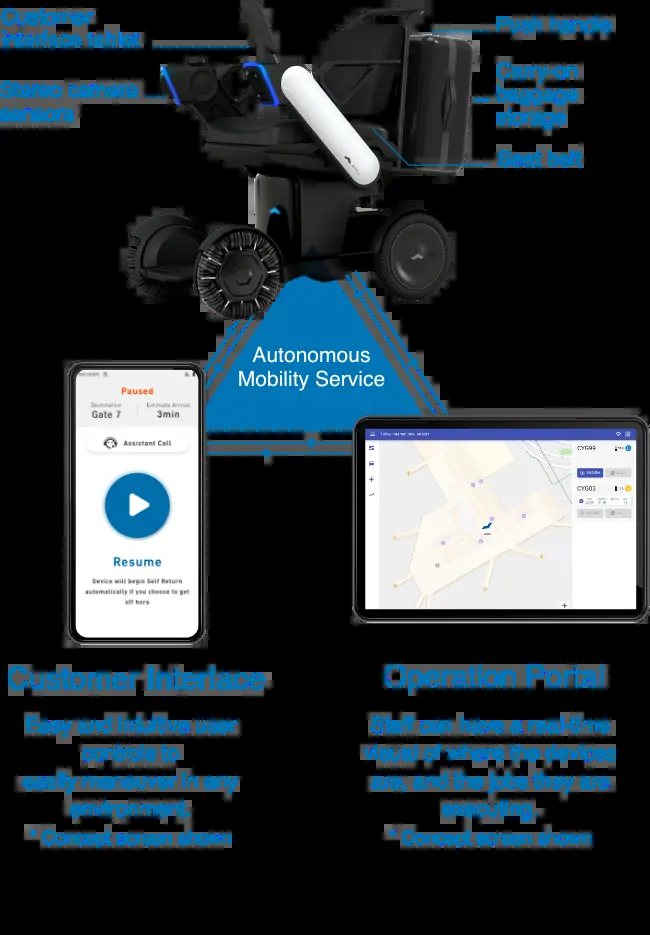 Customer
interface tablet
Push handle
Stereo camera
sensors
Carry-on
baggage
storage
Seat belt
Autonomous
Mobility Service
Paused
Destination
Estimate Arrival
Gate 7
3min
Assistant Call
Resume
Device will begin Self Return
automatically if you choose to get
off here
CYG99
CYG03
Customer Interface
Easy and intuitive user
controls to
easily maneuver in any
environment.
* Concept screen shown
Operation Portal
Staff can have a real-time
visual of where the devices
are, and the jobs they are
executing.
* Concept screen shown